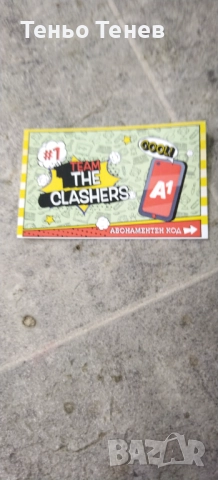 Теньо Тенев
#1
TEAM
THE
CLASHERS
COOL!
A1
АБОНАМЕНТЕН КОД
BAZAR